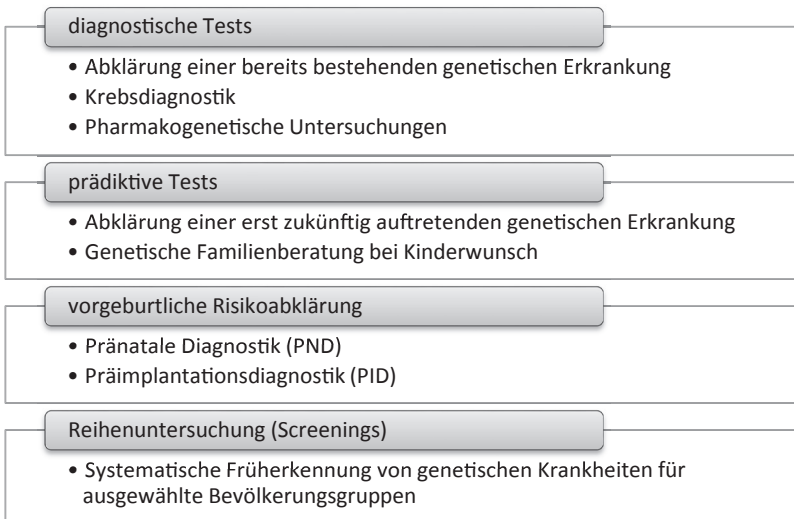 diagnostische Tests
• Abklärung einer bereits bestehenden genetischen Erkrankung
• Krebsdiagnostik
• Pharmakogenetische Untersuchungen
prädiktive Tests
• Abklärung einer erst zukünftig auftretenden genetischen Erkrankung
• Genetische Familienberatung bei Kinderwunsch
vorgeburtliche Risikoabklärung
• Pränatale Diagnostik (PND)
• Präimplantationsdiagnostik (PID)
Reihenuntersuchung (Screenings)
• Systematische Früherkennung von genetischen Krankheiten für
ausgewählte Bevölkerungsgruppen